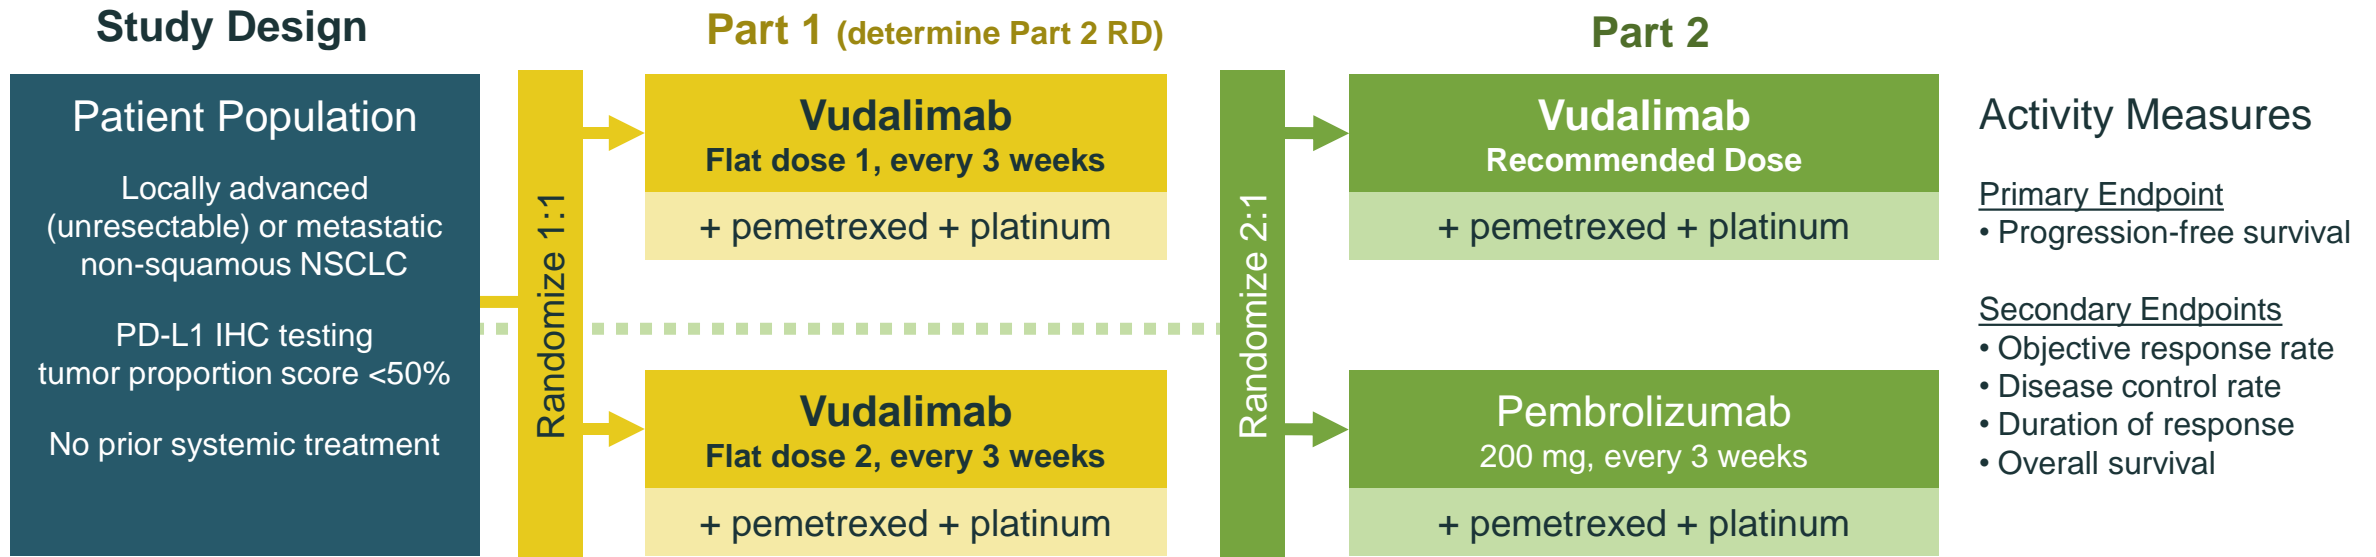 Study Design
Patient Population
Locally advanced
(unresectable) or metastatic
non-squamous NSCLC
PD-L1 IHC testing
tumor proportion score <50%
No prior systemic treatment
Randomize 1:1
Part 1 (determine Part 2 RD)
Vudalimab
Flat dose 1, every 3 weeks
+ pemetrexed + platinum
Vudalimab
Flat dose 2, every 3 weeks
+ pemetrexed + platinum
Randomize 2:1
Part 2
Vudalimab
Recommended Dose
+ pemetrexed + platinum
Pembrolizumab
200 mg, every 3 weeks
+ pemetrexed + platinum
Activity Measures
Primary Endpoint
• Progression-free survival
Secondary Endpoints
• Objective response rate
• Disease control rate
• Duration of response
• Overall survival